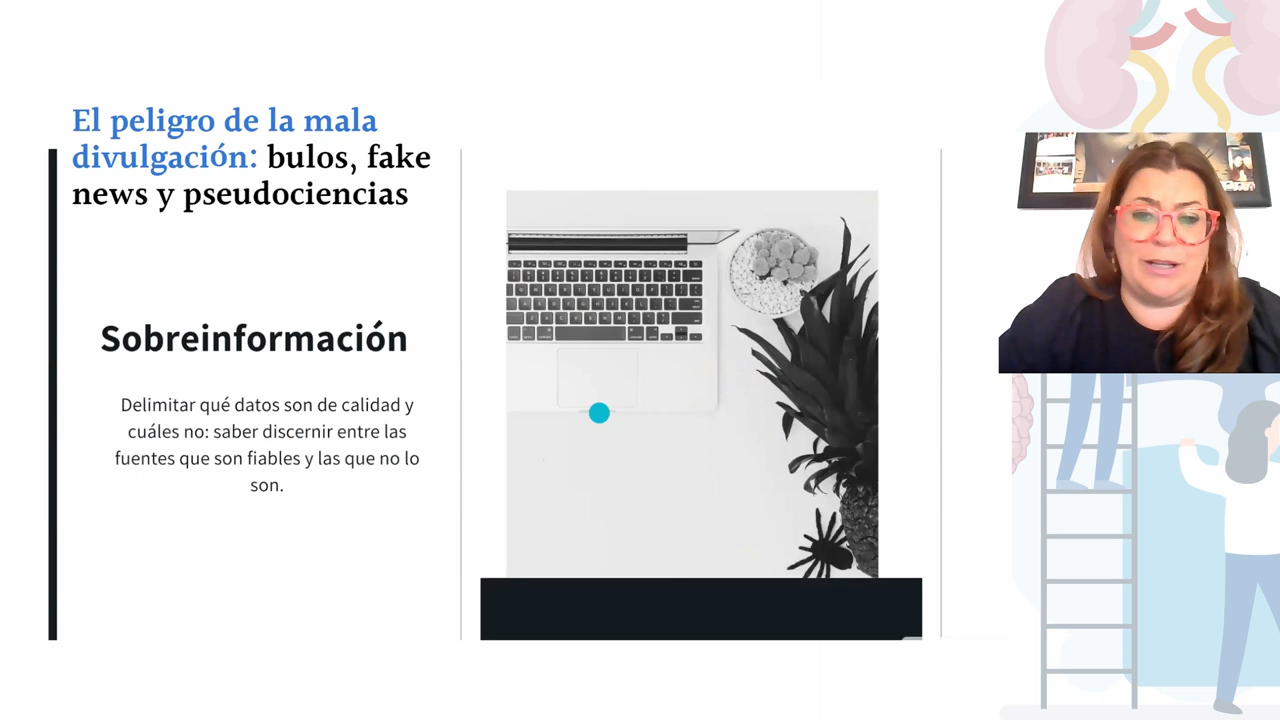 El peligro de la mala
divulgación: bulos, fake
news y pseudociencias
Sobreinformación
Delimitar qué datos son de calidad y
cuáles no: saber discernir entre las
fuentes que son fiables y las que no lo
son.